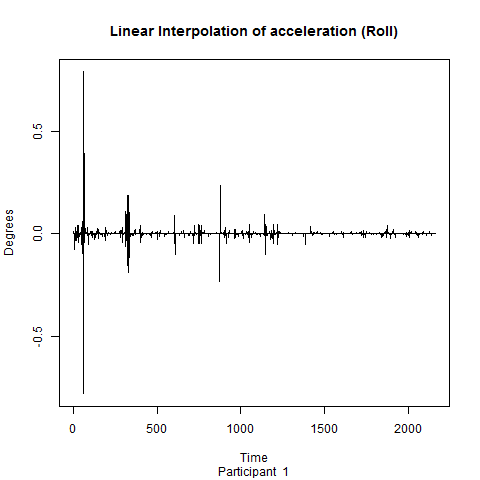 Linear Interpolation of acceleration (Roll)
Degrees
0.5
0.0
-0.5
0 500 1000 1500 2000
Time
Participant 1